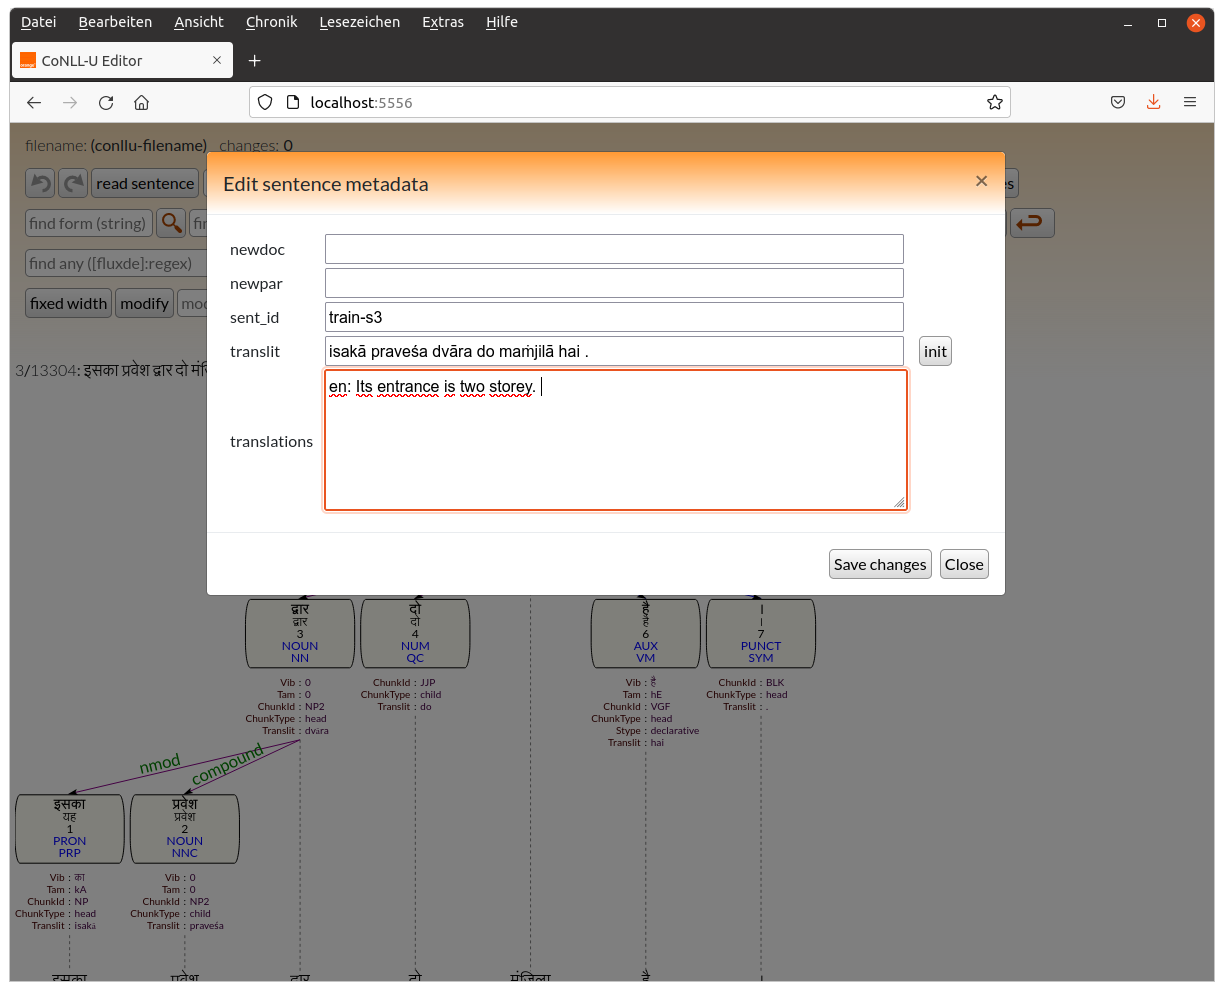 Datei Bearbeiten Ansicht Chronik Lesezeichen Extras Hilfe
CoNLL-U Editor
localhost:5556
filename: (conllu-filename) changes: 0
read sentence
find form (string)
find any ([fluxde]:regex)
fixed width modify
3/13304: इसका प्रवेश द्वार दो
Edit sentence metadata
newdoc
newpar
sent_id train-s3
translit isakā praveśa dvāra do maṁjilā hai . init
translations en: Its entrance is two storey.
Save changes Close
द्वार दो है ।
द्वार दो है ।
3 4 6 7
NOUN NUM AUX PUNCT
NN QC VM SYM
Vib : 0 ChunkId : JJP Vib : है ChunkId : BLK
Tam : 0 ChunkType : child Tam : hE ChunkType : head
ChunkId : NP2 Translit : do ChunkId : VGF Translit : .
ChunkType : head ChunkType : head
Translit : dvāra Stype : declarative
Translit : hai
nmod compound
इसका प्रवेश
यह प्रवेश
1 2
PRON NOUN
PRP NNC
Vib : का Vib : 0
Tam : kA Tam : 0
ChunkId : NP ChunkId : NP2
ChunkType : head ChunkType : child
Translit : isakā Translit : praveśa
इसका प्रवेश द्वार दो मंजिला है ।